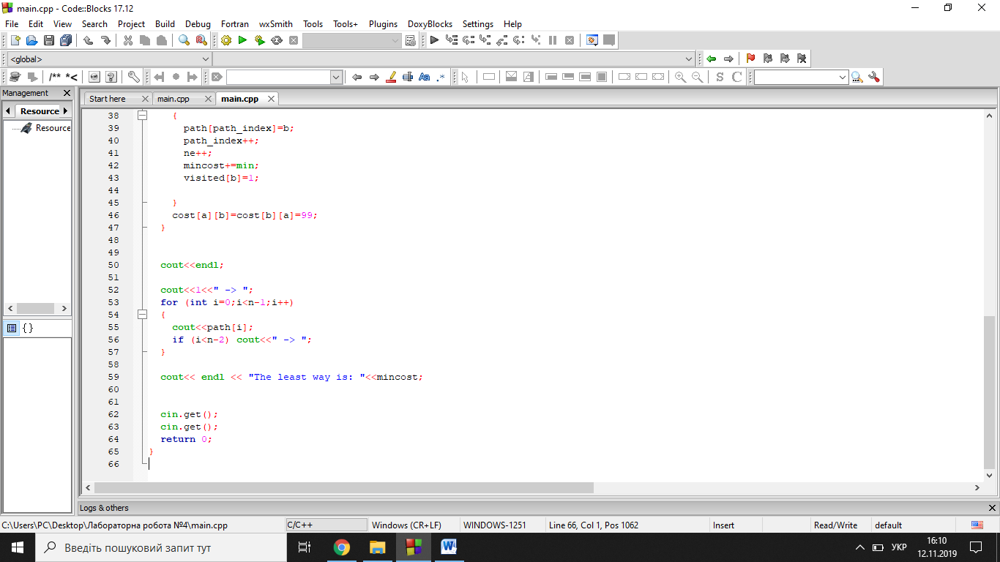 main.cpp - Code::Blocks 17.12
File Edit View Search Project Build Debug Fortran wxSmith Tools Tools+ Plugins DoxyBlocks Settings Help
<global>
/** *<
Aa .*
S C
Management
Start here main.cpp main.cpp
Resource
Resource
38 {
39 path[path_index]=b;
40 path_index++;
41 ne++;
42 mincost+=min;
43 visited[b]=1;
44
45 }
46 cost[a][b]=cost[b][a]=99;
47 }
48
49
50 cout<<endl;
51
52 cout<<1<<" -> ";
53 for (int i=0;i<n-1;i++)
54 {
55 cout<<path[i];
56 if (i<n-2) cout<<" -> ";
57 }
58
59 cout<< endl << "The least way is: "<<mincost;
60
61
62 cin.get();
63 cin.get();
64 return 0;
65 }
66
{}
Logs & others
C:\Users\PC\Desktop\Лабораторна робота №4\main.cpp C/C++ Windows (CR+LF) WINDOWS-1251 Line 66, Col 1, Pos 1062 Insert Read/Write default
Введіть пошуковий запит тут
УКР
16:10
12.11.2019